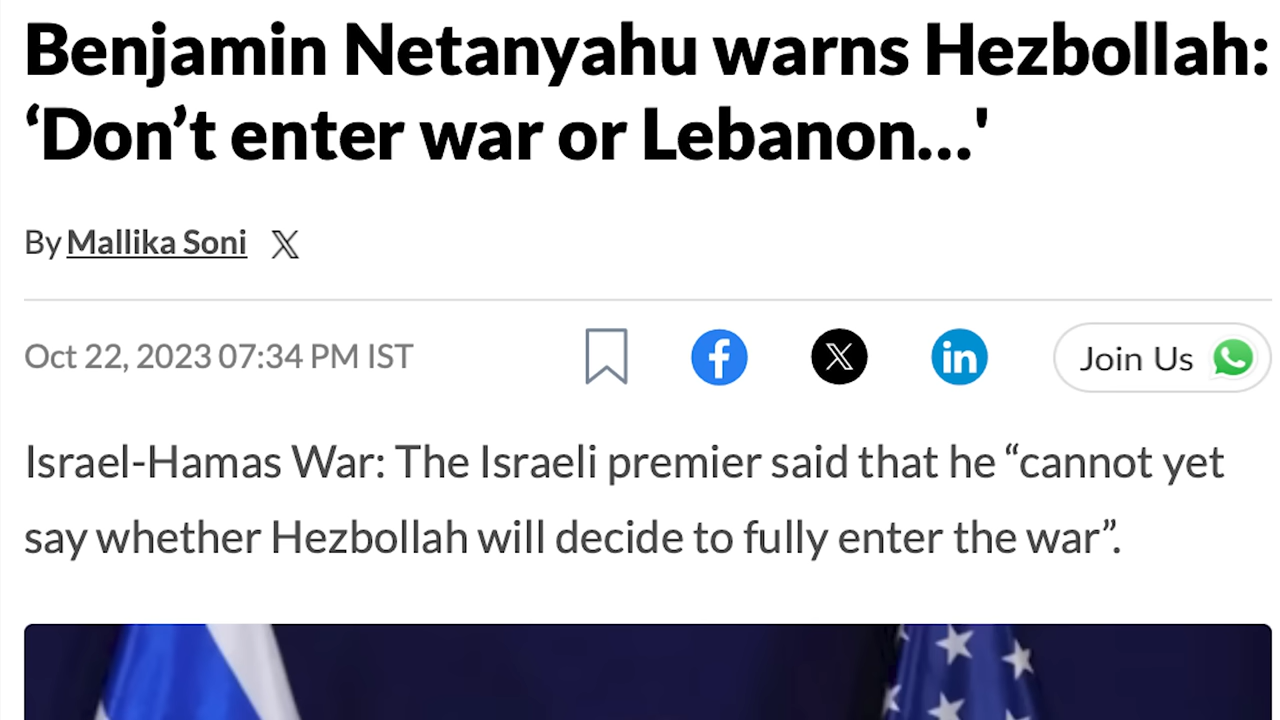 Benjamin Netanyahu warns Hezbollah:
‘Don’t enter war or Lebanon...'
By Mallika Soni
Oct 22, 2023 07:34 PM IST
Join Us
Israel-Hamas War: The Israeli premier said that he “cannot yet
say whether Hezbollah will decide to fully enter the war”.